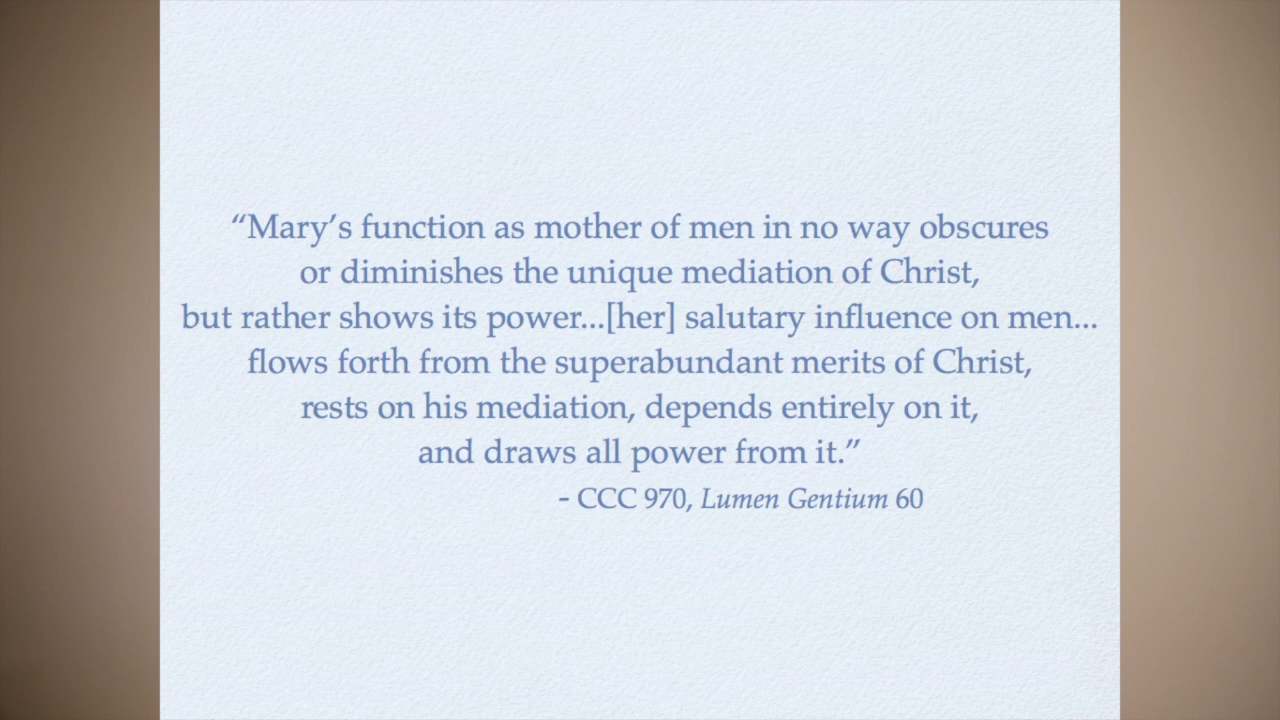 “Mary’s function as mother of men in no way obscures
or diminishes the unique mediation of Christ,
but rather shows its power...[her] salutary influence on men...
flows forth from the superabundant merits of Christ,
rests on his mediation, depends entirely on it,
and draws all power from it.”
- CCC 970, Lumen Gentium 60